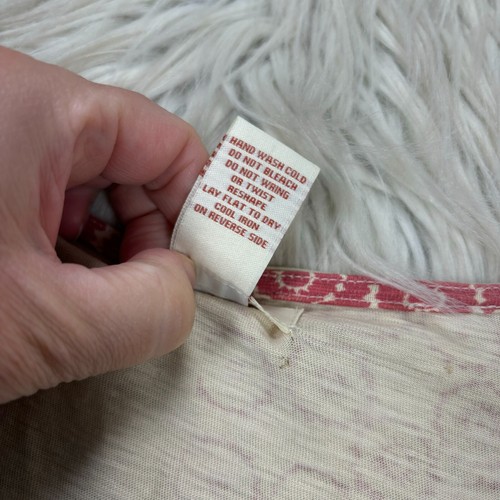 HAND WASH COLD
DO NOT BLEACH
DO NOT WRING
OR TWIST
RESHAPE
LAY FLAT TO DRY
COOL IRON
ON REVERSE SIDE